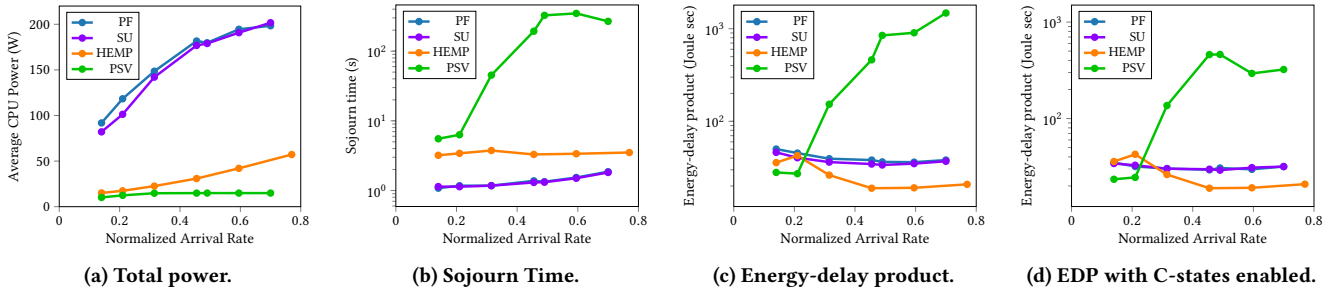 Average CPU Power (W)
200
150
100
50
0
PF
SU
HEMP
PSV
0 0.2 0.4 0.6 0.8
Normalized Arrival Rate
(a) Total power.
Sojourn time (s)
10²
10¹
10⁰
PF
SU
HEMP
PSV
0 0.2 0.4 0.6 0.8
Normalized Arrival Rate
(b) Sojourn Time.
Energy-delay product (Joule sec)
10³
10²
PF
SU
HEMP
PSV
0 0.2 0.4 0.6 0.8
Normalized Arrival Rate
(c) Energy-delay product.
Energy-delay product (Joule sec)
10³
10²
PF
SU
HEMP
PSV
0 0.2 0.4 0.6 0.8
Normalized Arrival Rate
(d) EDP with C-states enabled.